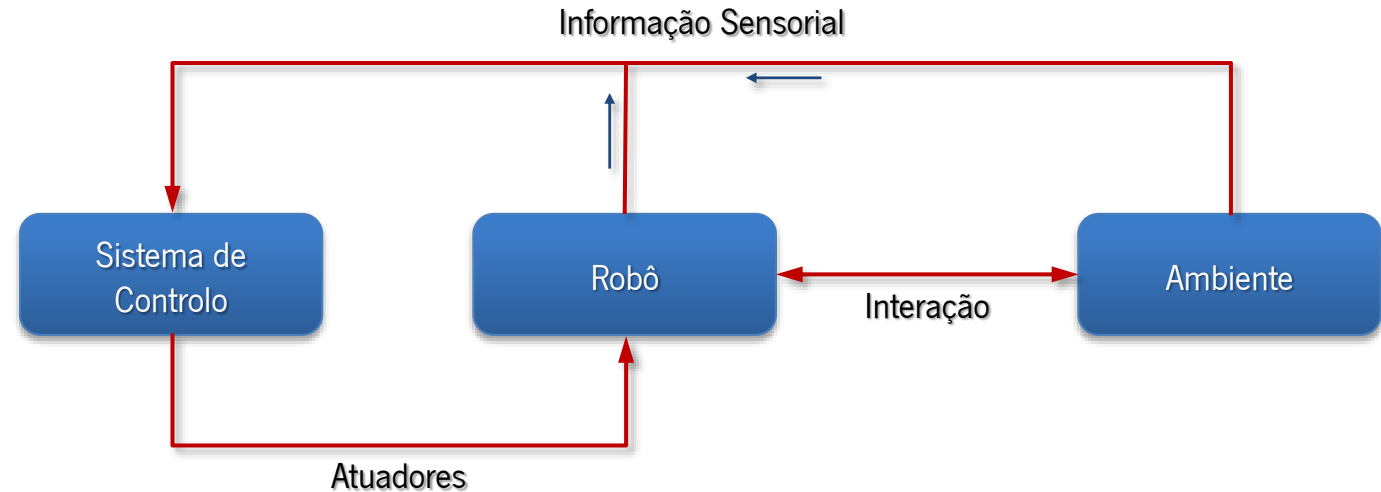 Informação Sensorial
Sistema de
Controlo
Robô
Interação
Ambiente
Atuadores